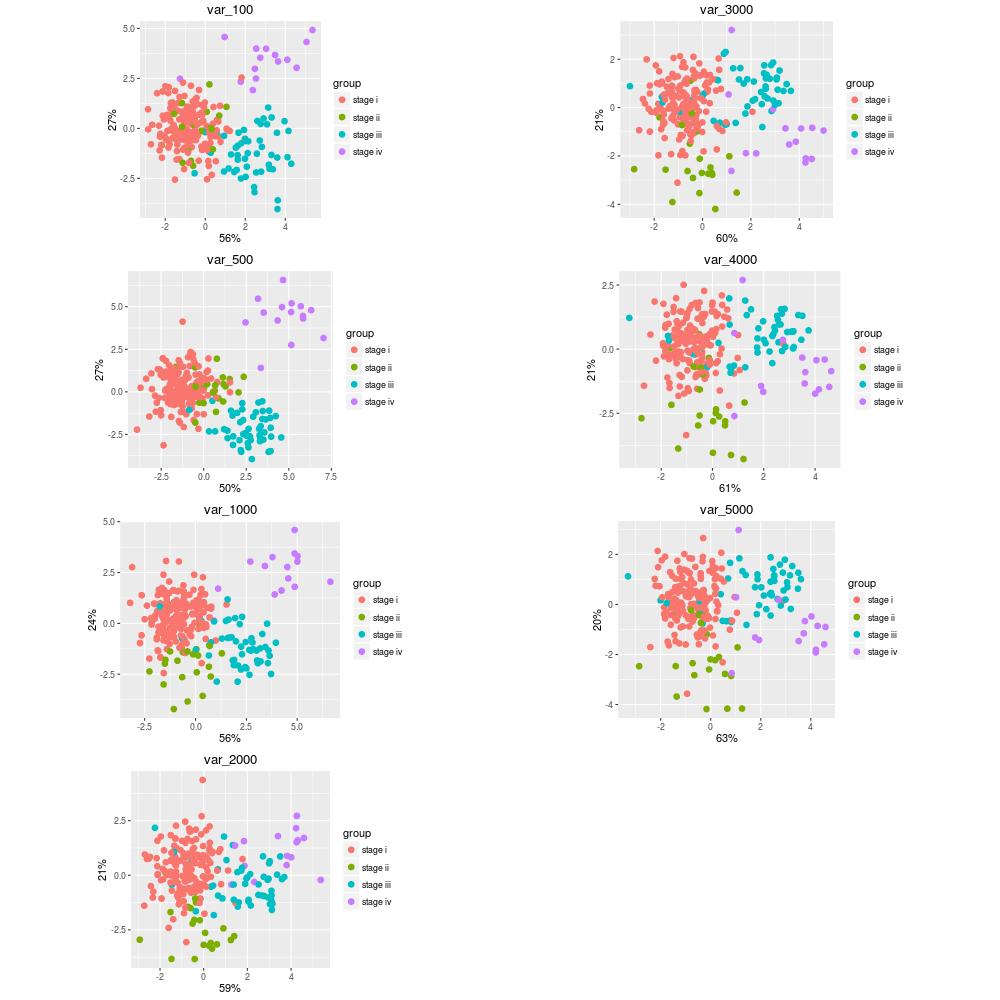 var_100
5.0
2.5
0.0
-2.5
27%
-2 0 2 4
56%
group
stage i
stage ii
stage iii
stage iv
var_500
5.0
2.5
0.0
-2.5
27%
-2.5 0.0 2.5 5.0 7.5
50%
group
stage i
stage ii
stage iii
stage iv
var_1000
5.0
2.5
0.0
-2.5
24%
-2.5 0.0 2.5 5.0
56%
group
stage i
stage ii
stage iii
stage iv
var_2000
2.5
0.0
-2.5
21%
-2 0 2 4
59%
group
stage i
stage ii
stage iii
stage iv
var_3000
2
0
-2
-4
21%
-2 0 2 4
60%
group
stage i
stage ii
stage iii
stage iv
var_4000
2.5
0.0
-2.5
21%
-2 0 2 4
61%
group
stage i
stage ii
stage iii
stage iv
var_5000
2
0
-2
-4
20%
-2 0 2 4
63%
group
stage i
stage ii
stage iii
stage iv